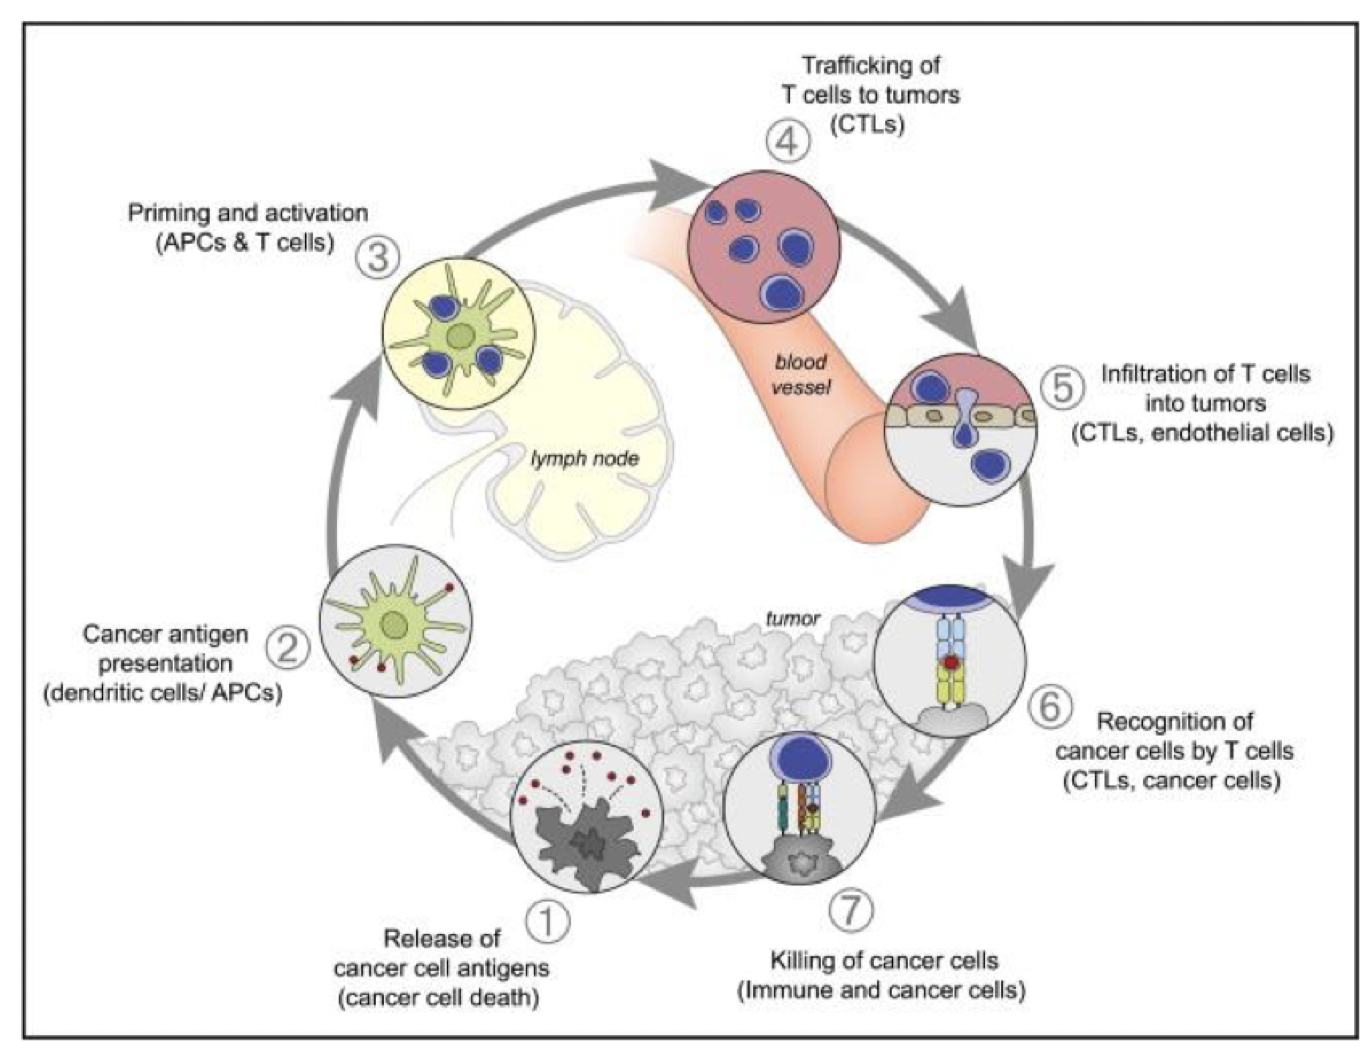 Trafficking of
T cells to tumors
(CTLs)
④
Priming and activation
(APCs & T cells)
③
blood
vessel
⑤
Infiltration of T cells
into tumors
(CTLs, endothelial cells)
lymph node
tumor
Cancer antigen
presentation
(dendritic cells/ APCs)
②
⑥
Recognition of
cancer cells by T cells
(CTLs, cancer cells)
①
Release of
cancer cell antigens
(cancer cell death)
⑦
Killing of cancer cells
(Immune and cancer cells)